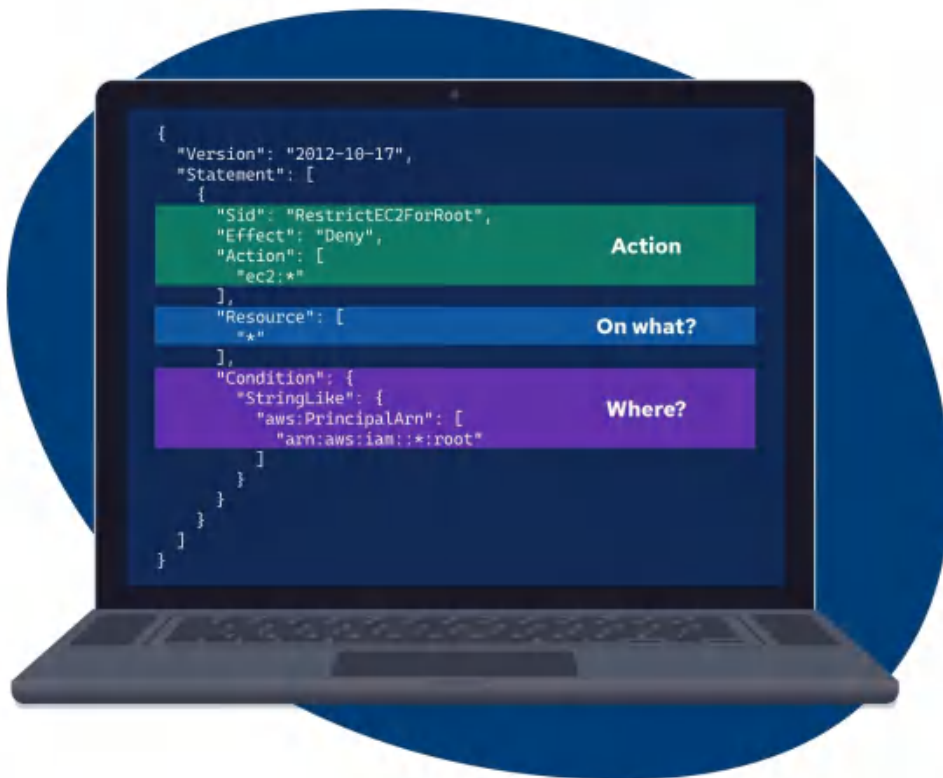 {
"Version": "2012-10-17",
"Statement": [
{
"Sid": "RestrictEC2ForRoot",
"Effect": "Deny",
"Action": [
"ec2:*"
],
Action
"Resource": [
"*"
],
On what?
"Condition": {
"StringLike": {
"aws:PrincipalArn": [
"arn:aws:iam::*:root"
]
Where?
}
}
}
]
}